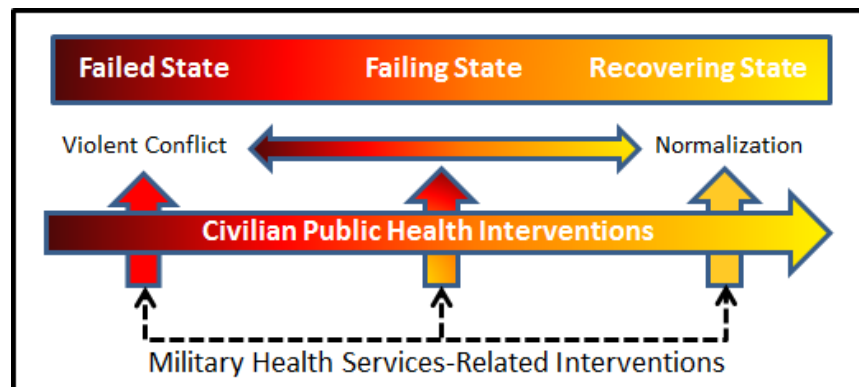 Failed State Failing State Recovering State
Violent Conflict Normalization
Civilian Public Health Interventions
Military Health Services-Related Interventions